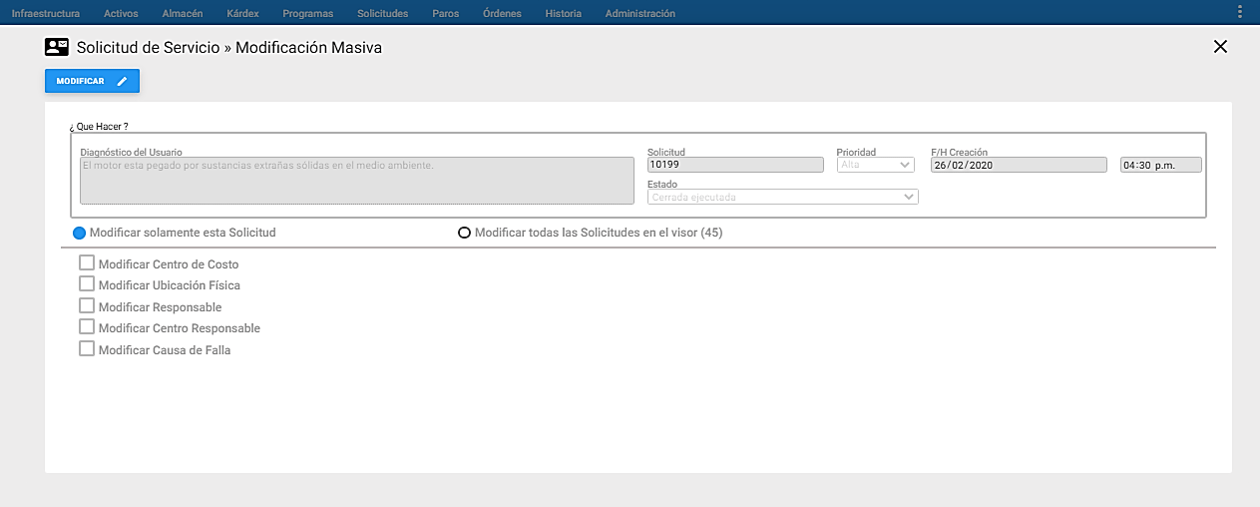 Infraestructura Activos Almacén Kárdex Programas Solicitudes Paros Órdenes Historia Administración
Solicitud de Servicio » Modificación Masiva
MODIFICAR
¿ Que Hacer ?
Diagnóstico del Usuario Solicitud Prioridad F/H Creación
El motor esta pegado por sustancias extrañas sólidas en el medio ambiente. 10199 Alta 26/02/2020 04:30 p.m.
Estado
Cerrada ejecutada
Modificar solamente esta Solicitud Modificar todas las Solicitudes en el visor (45)
Modificar Centro de Costo
Modificar Ubicación Física
Modificar Responsable
Modificar Centro Responsable
Modificar Causa de Falla